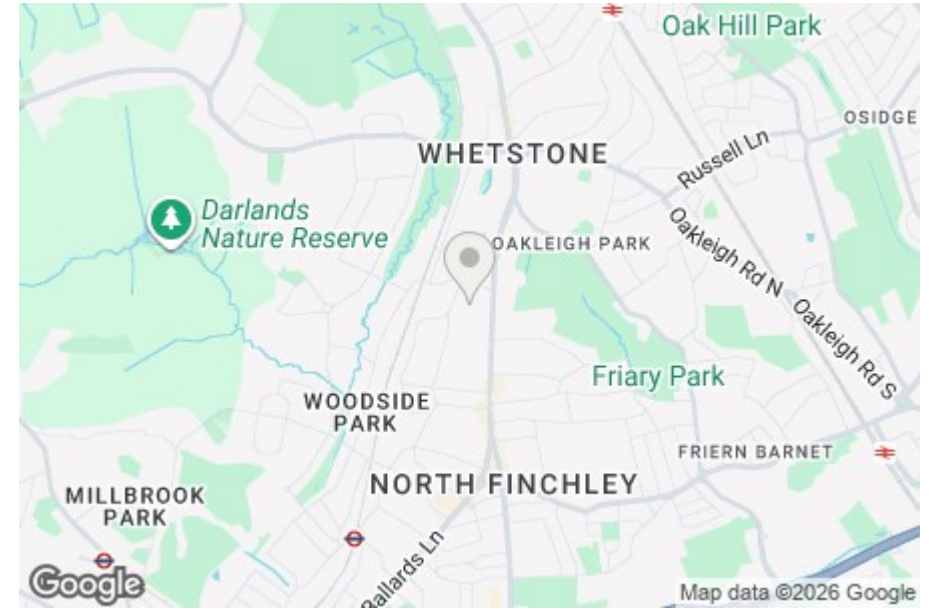 Oak Hill Park
OSIDGE
WHETSTONE
Russell Ln
Darlands
Nature Reserve
OAKLEIGH PARK
Oakleigh Rd N
Oakleigh Rd S
Friary Park
WOODSIDE
PARK
FRIERN BARNET
NORTH FINCHLEY
MILLBROOK
PARK
Ballards Ln
Google
Map data ©2026 Google